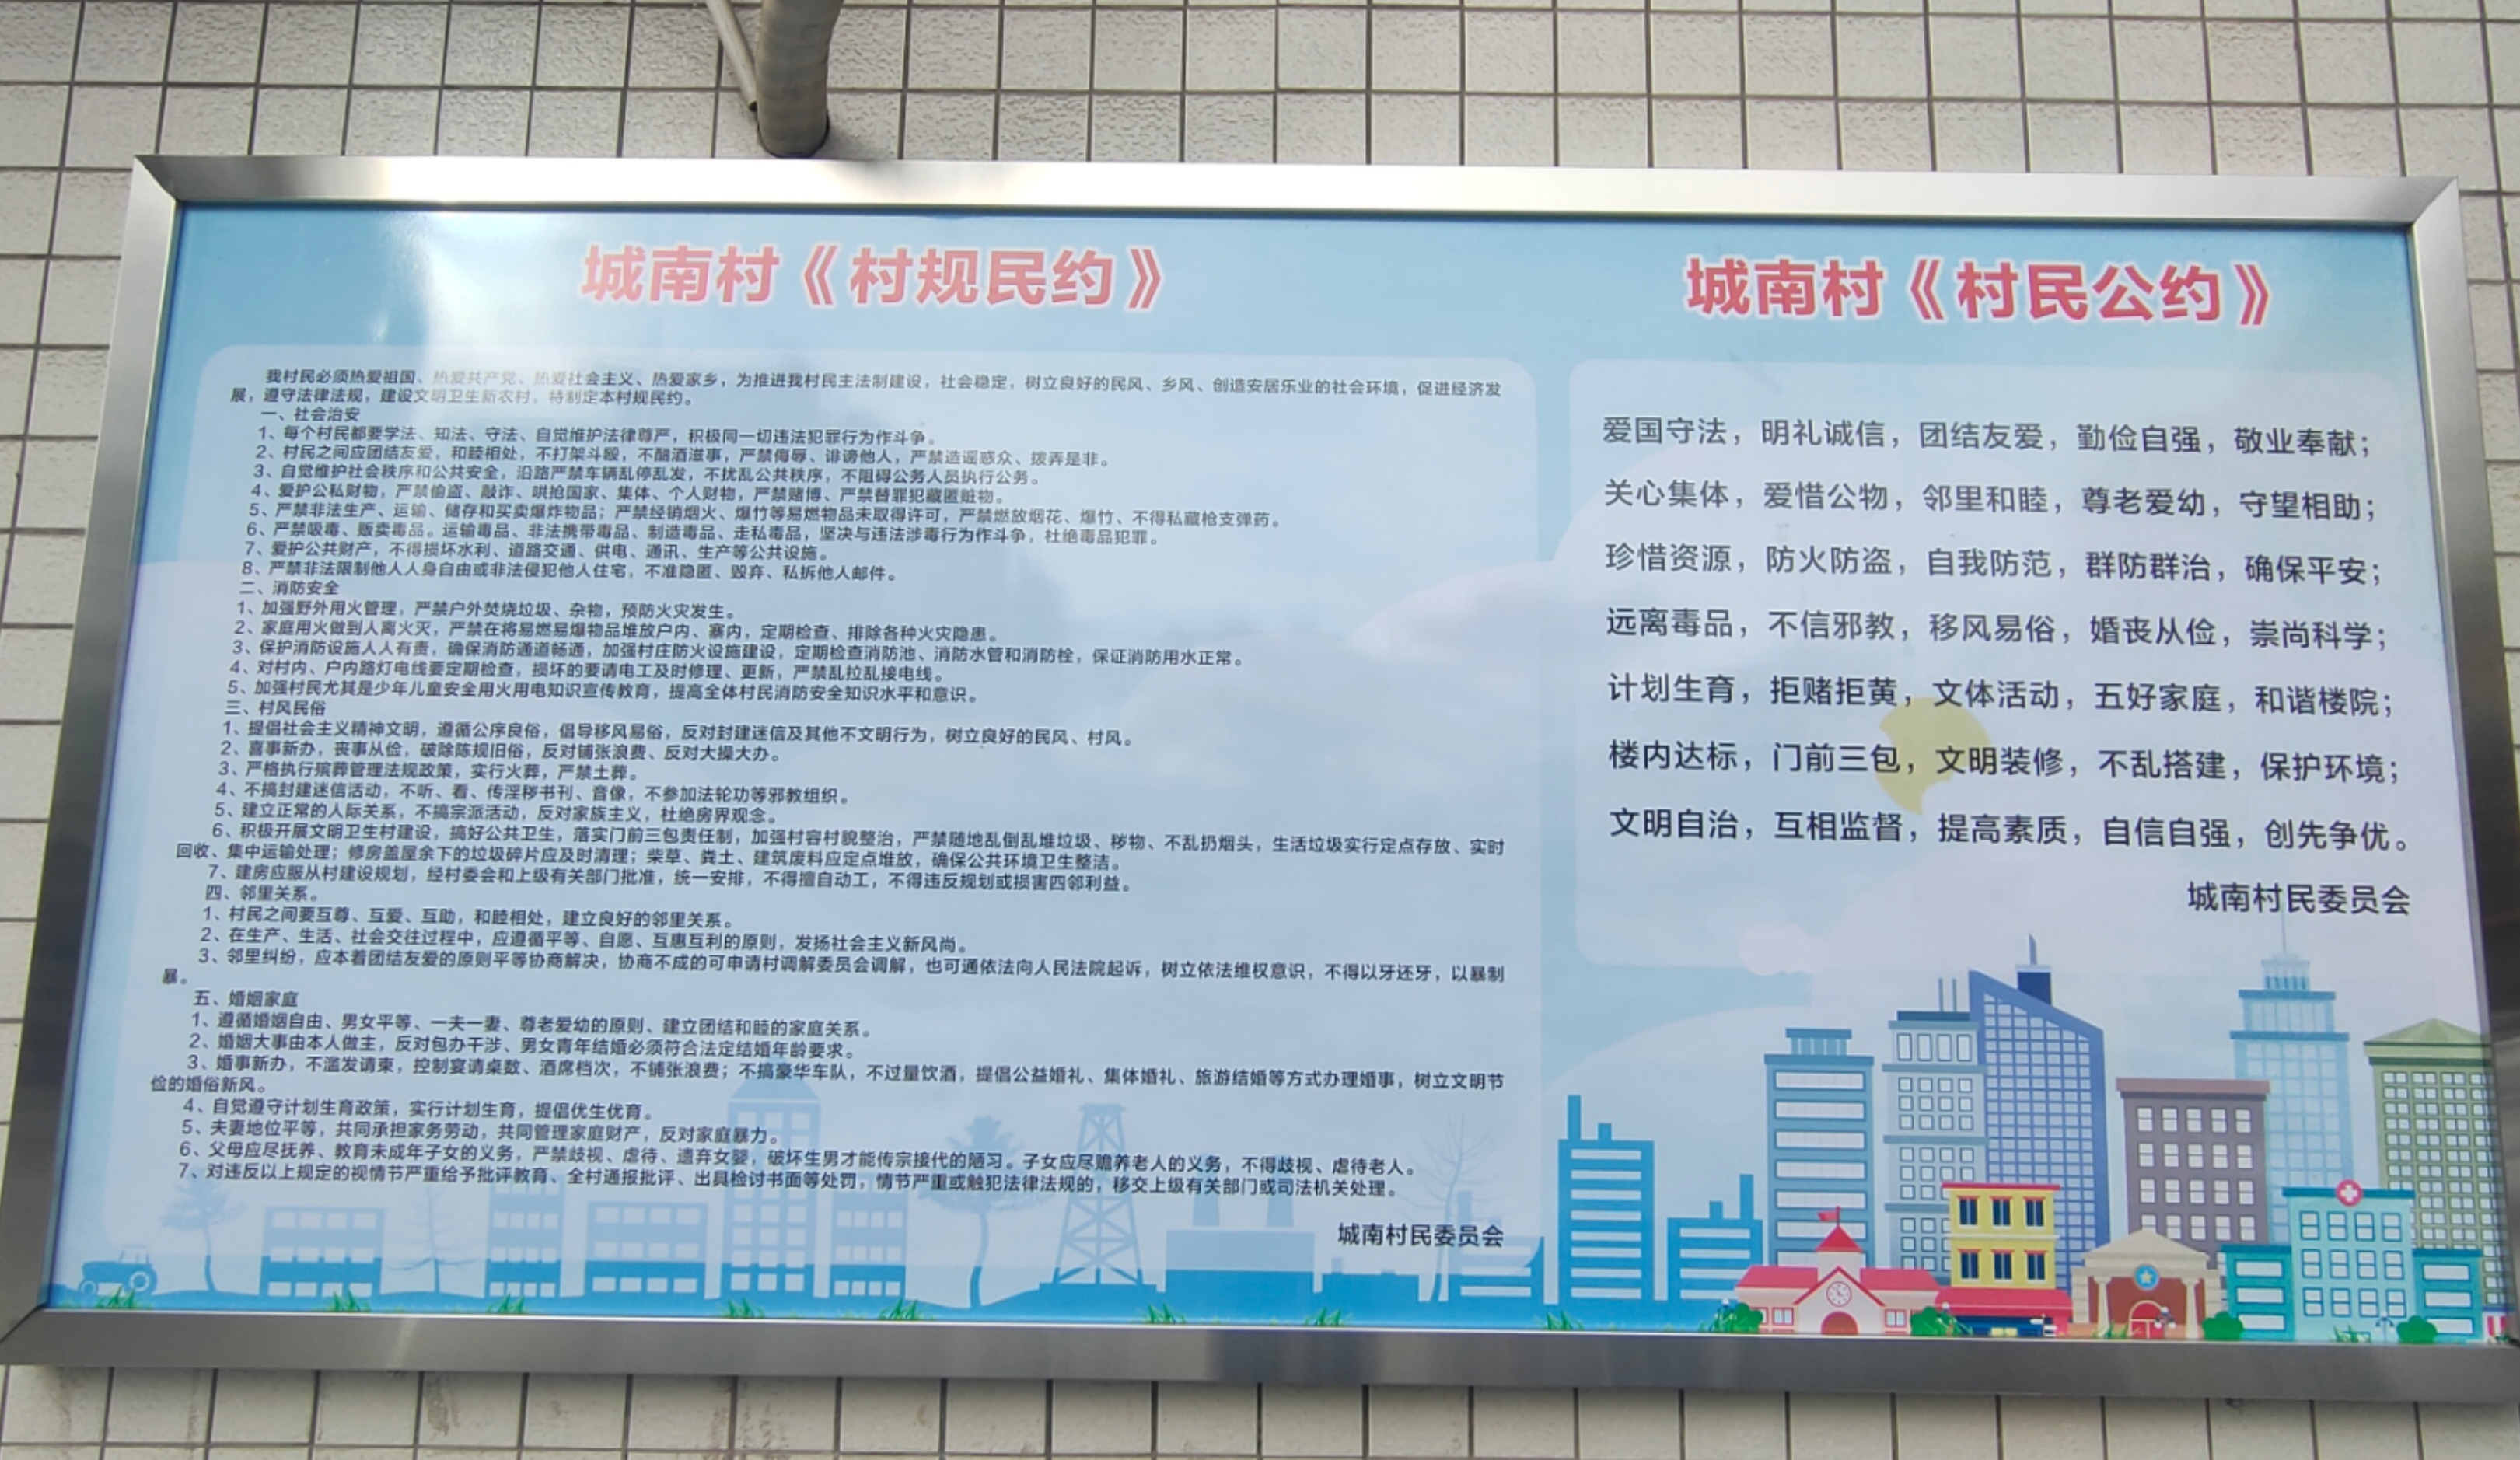 城南村《村规民约》
我村民必须热爱祖国、热爱共产党、热爱社会主义、热爱家乡，为推进我村民主法制建设，社会稳定，树立良好的民风、乡风、创造安居乐业的社会环境，促进经济发
展，遵守法律法规，建设文明卫生新农村，特制定本村规民约。
一、社会治安
1、每个村民都要学法、知法、守法、自觉维护法律尊严，积极同一切违法犯罪行为作斗争。
2、村民之间应团结友爱，和睦相处，不打架斗殴，不酗酒滋事，严禁侮辱、诽谤他人，严禁造谣惑众、拨弄是非。
3、自觉维护社会秩序和公共安全，沿路严禁车辆乱停乱发，不扰乱公共秩序，不阻碍公务人员执行公务。
4、爱护公私财物，严禁偷盗、敲诈、哄抢国家、集体、个人财物，严禁赌博、严禁替罪犯藏匿赃物。
5、严禁非法生产、运输、储存和买卖爆炸物品；严禁经销烟火、爆竹等易燃物品未取得许可，严禁燃放烟花、爆竹、不得私藏枪支弹药。
6、严禁吸毒、贩卖毒品。运输毒品、非法携带毒品、制造毒品、走私毒品，坚决与违法涉毒行为作斗争，社绝毒品犯罪。
7、爱护公共财产，不得损坏水利、道路交通、供电、通讯、生产等公共设施。
8、严禁非法限制他人人身自由或非法侵犯他人住宅，不准隐匿、毁弃、私拆他人邮件。
二、消防安全
1、加强野外用火管理，严禁户外焚烧垃圾、杂物，预防火灾发生。
2、家庭用火做到人离火灭，严禁在将易燃易爆物品堆放户内、寨内，定期检查、排除各种火灾隐患。
3、保护消防设施人人有责，确保消防通道畅通，加强村庄防火设施建设，定期检查消防池、消防水管和消防栓，保证消防用水正常。
4、对村内、户内路灯电线要定期检查，损坏的要请电工及时修理、更新，严禁乱拉乱接电线。
5、加强村民尤其是少年儿童安全用火用电知识宣传教育，提高全体村民消防安全知识水平和意识。
三、村风民俗
1、提倡社会主义精神文明，遵循公序良俗，倡导移风易俗，反对封建迷信及其他不文明行为，树立良好的民风、村风。
2、喜事新办，丧事从俭，破除陈规旧俗，反对铺张浪费、反对大操大办。
3、严格执行殡葬管理法规政策，实行火葬，严禁土葬。
4、不搞封建迷信活动，不听、看、传淫秽书刊、音像，不参加法轮功等邪教组织。
5、建立正常的人际关系，不搞宗派活动，反对家族主义，杜绝房界观念。
6、积极开展文明卫生村建设，搞好公共卫生，落实门前三包责任制，加强村容村貌整治，严禁随地乱倒乱堆垃圾、秽物、不乱扔烟头，生活垃圾实行定点存放、实时
回收、集中运输处理；修房盖屋余下的垃圾碎片应及时清理；柴草、粪土、建筑废料应定点堆放，确保公共环境卫生整洁。
7、建房应服从村建设规划，经村委会和上级有关部门批准，统一安排，不得擅自动工，不得违反规划或损害四邻利益。
四、邻里关系。
1、村民之间要互尊、互爱、互助，和睦相处，建立良好的邻里关系。
2、在生产、生活、社会交往过程中，应遵循平等、自愿、互惠互利的原则，发扬社会主义新风尚。
3、邻里纠纷，应本着团结友爱的原则平等协商解决，协商不成的可申请村调解委员会调解，也可通依法向人民法院起诉，树立依法维权意识，不得以牙还牙，以暴制
暴。
五、婚姻家庭
1、遵循婚姻自由、男女平等、一夫一妻、尊老爱幼的原则、建立团结和睦的家庭关系。
2、婚姻大事由本人做主，反对包办干涉、男女青年结婚必须符合法定结婚年龄要求。
3、婚事新办，不滥发请柬，控制宴请桌数、酒席档次，不铺张浪费；不搞豪华车队，不过量饮酒，提倡公益婚礼、集体婚礼、旅游结婚等方式办理婚事，树立文明节
俭的婚俗新风。
4、自觉遵守计划生育政策，实行计划生育，提倡优生优育。
5、夫妻地位平等，共同承担家务劳动，共同管理家庭财产，反对家庭暴力。
6、父母应尽抚养、教育未成年子女的义务，严禁歧视、虐待、遗弃女婴，破坏生男才能传宗接代的陋习。子女应尽赡养老人的义务，不得歧视、虐待老人。
7、对违反以上规定的视情节严重给予批评教育、全村通报批评、出具检讨书面等处罚，情节严重或触犯法律法规的，移交上级有关部门或司法机关处理。
城南村民委员会
城南村《村民公约》
爱国守法，明礼诚信，团结友爱，勤俭自强，敬业奉献；
关心集体，爱惜公物，邻里和睦，尊老爱幼，守望相助；
珍惜资源，防火防盗，自我防范，群防群治，确保平安；
远离毒品，不信邪教，移风易俗，婚丧从俭，崇尚科学；
计划生育，拒赌拒黄，文体活动，五好家庭，和谐楼院；
楼内达标，门前三包，文明装修，不乱搭建，保护环境；
文明自治，互相监督，提高素质，自信自强，创先争优。
城南村民委员会